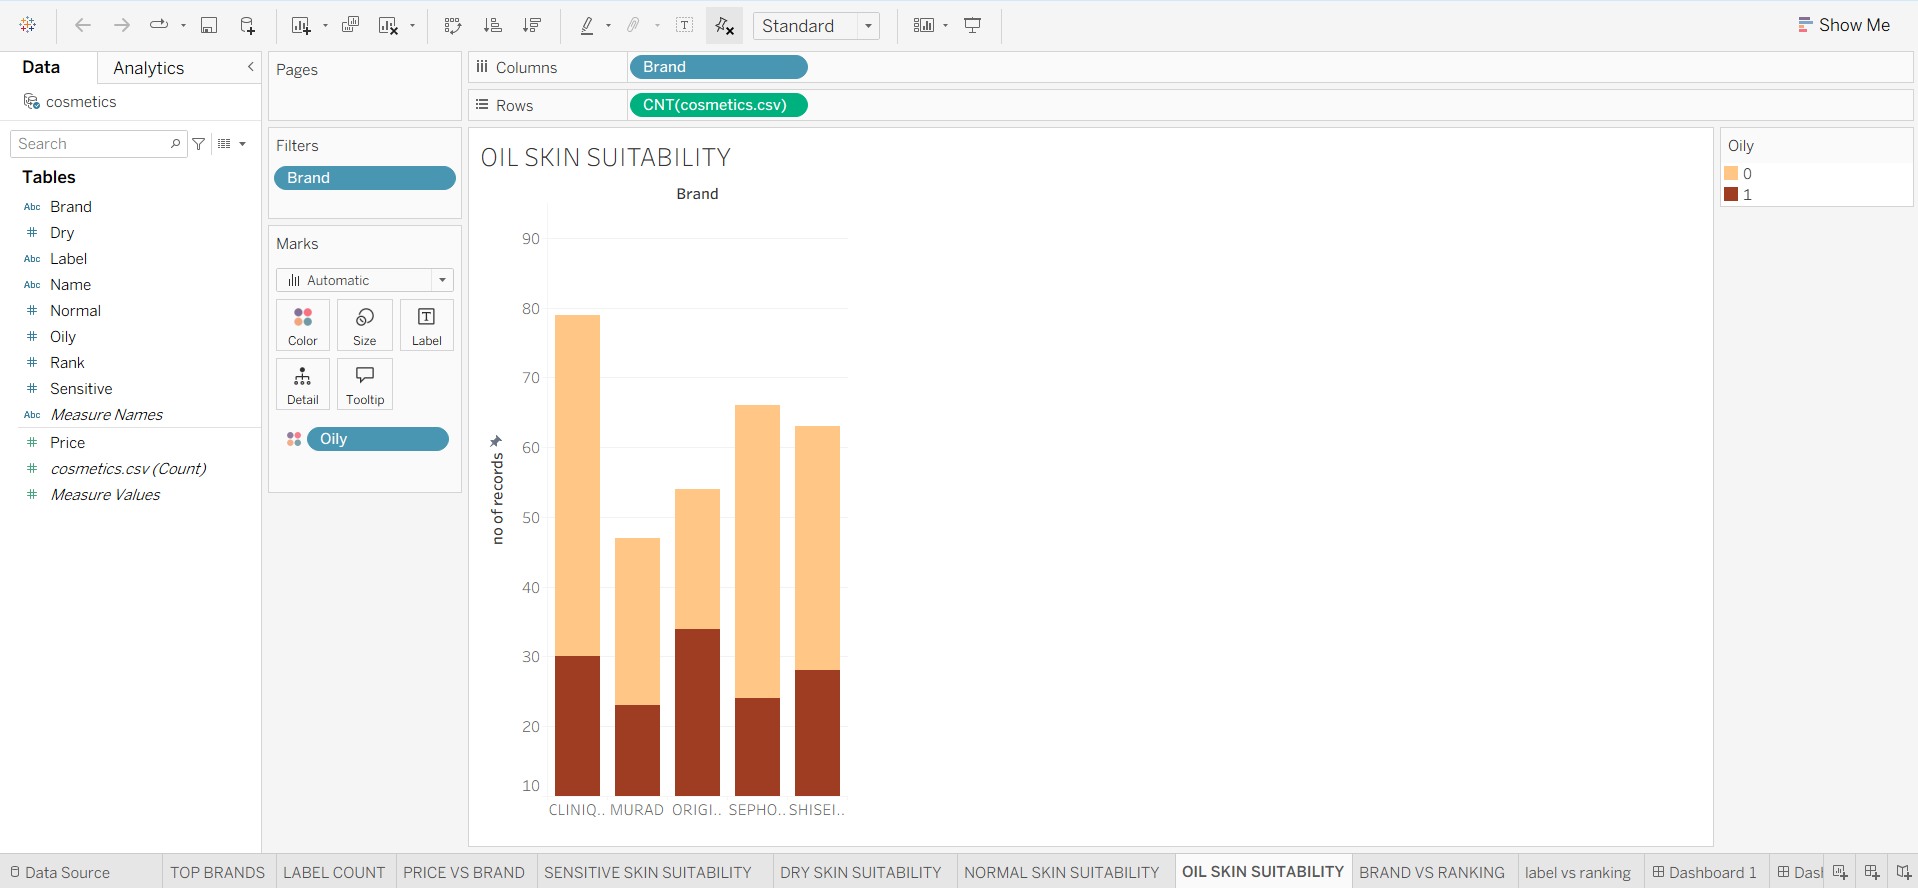 Standard
Show Me
Data
Analytics
cosmetics
Search
Tables
Abc Brand
# Dry
Abc Label
Abc Name
# Normal
# Oily
# Rank
# Sensitive
Abc Measure Names
# Price
# cosmetics.csv (Count)
# Measure Values
Pages
Filters
Brand
Marks
Automatic
Color
Size
Label
Detail
Tooltip
Oily
Columns
Brand
Rows
CNT(cosmetics.csv)
OIL SKIN SUITABILITY
Brand
90
80
70
60
50
40
30
20
10
no of records
CLINIQ..
MURAD
ORIGI..
SEPHO..
SHISEI..
Oily
0
1
Data Source
TOP BRANDS
LABEL COUNT
PRICE VS BRAND
SENSITIVE SKIN SUITABILITY
DRY SKIN SUITABILITY
NORMAL SKIN SUITABILITY
OIL SKIN SUITABILITY
BRAND VS RANKING
label vs ranking
Dashboard 1
Dasl